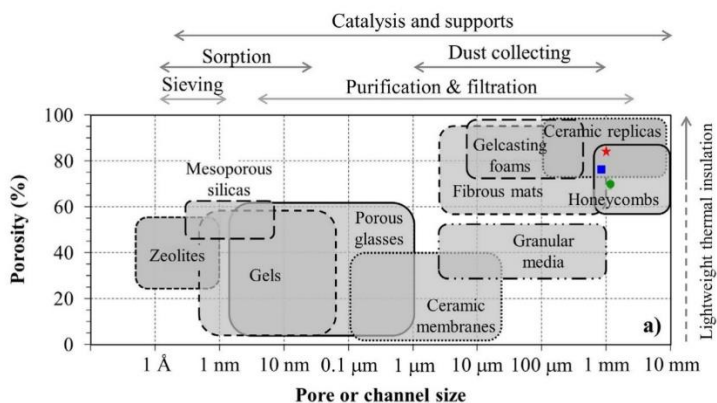 Catalysis and supports
Sorption
Dust collecting
Sieving
Purification & filtration
100
80
60
40
20
0
Porosity (%)
Ceramic replicas
Gelcasting
foams
Fibrous mats
Honeycombs
Mesoporous
silicas
Zeolites
Gels
Porous
glasses
Granular
media
Ceramic
membranes
a)
Lightweight thermal insulation
1 Å
1 nm
10 nm
0.1 μm
1 μm
10 μm
100 μm
1 mm
10 mm
Pore or channel size